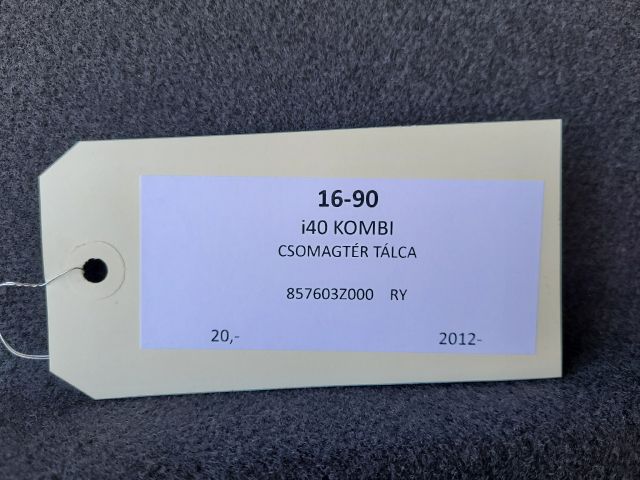 16-90
i40 KOMBI
CSOMAGTÉR TÁLCA
857603Z000 RY
20,- 2012-